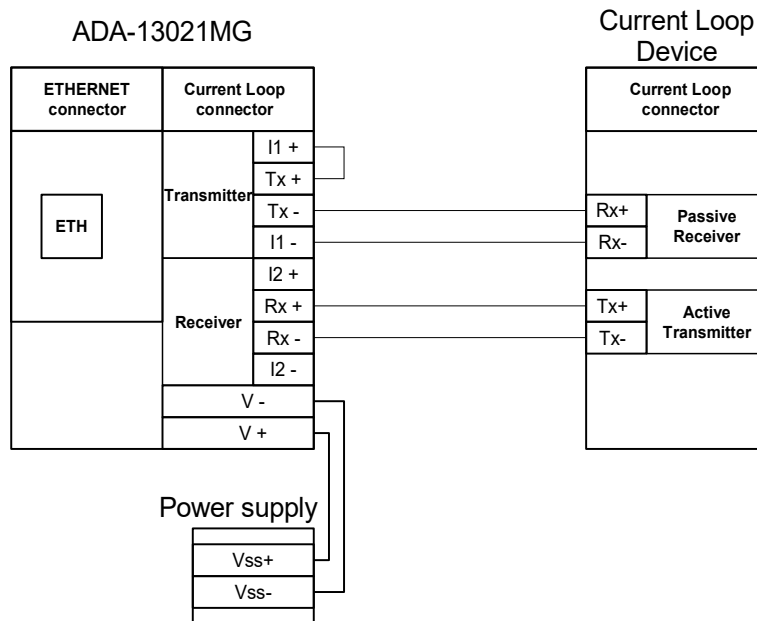 ADA-13021MG
Current Loop
Device
ETHERNET
connector
Current Loop
connector
Current Loop
connector
ETH
Transmitter
I1 +
Tx +
Tx -
I1 -
Receiver
I2 +
Rx +
Rx -
I2 -
V -
V +
Rx+
Rx-
Passive
Receiver
Tx+
Tx-
Active
Transmitter
Power supply
Vss+
Vss-